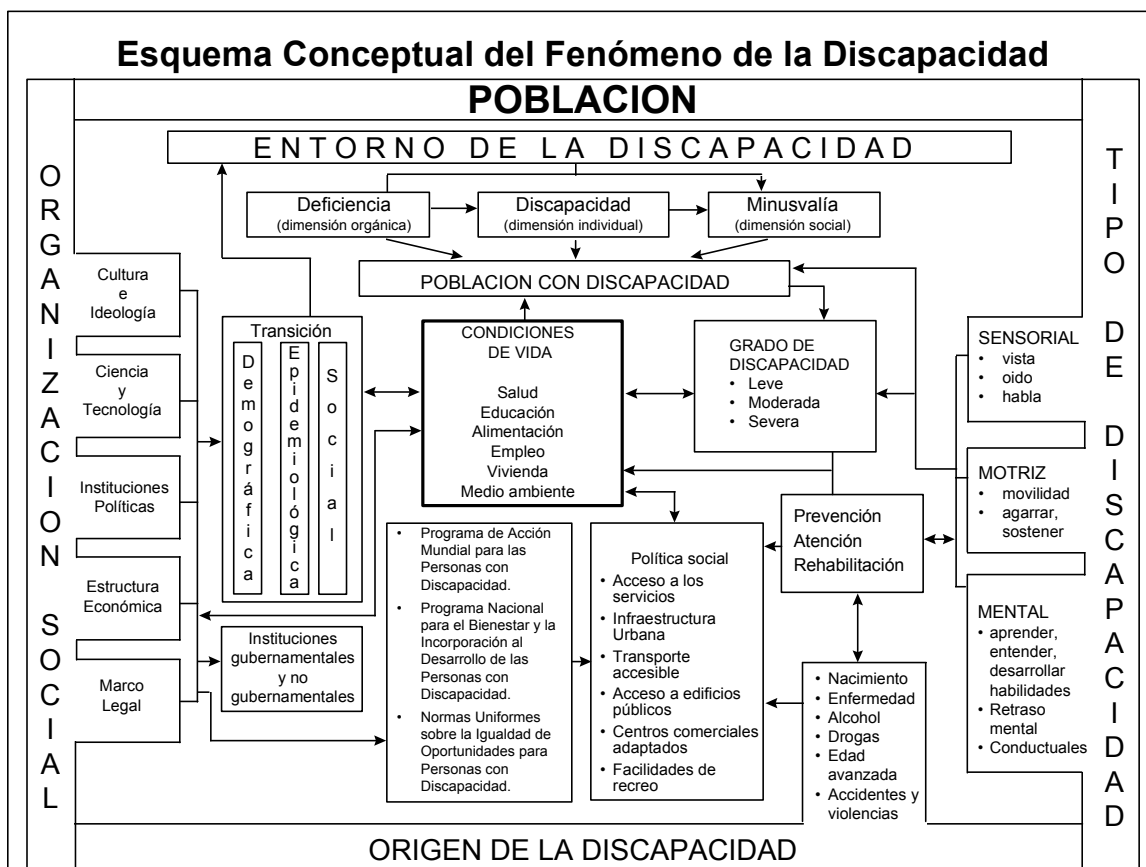 Esquema Conceptual del Fenómeno de la Discapacidad
POBLACION
ENTORNO DE LA DISCAPACIDAD
ORGANIZACION SOCIAL
TIPO DE DISCAPACIDAD
Deficiencia
(dimensión orgánica)
Discapacidad
(dimensión individual)
Minusvalía
(dimensión social)
POBLACION CON DISCAPACIDAD
Cultura
e
Ideología
Ciencia
y
Tecnología
Instituciones
Políticas
Estructura
Económica
Marco
Legal
Transición
Demográfica
Epidemiológica
Social
CONDICIONES
DE VIDA
Salud
Educación
Alimentación
Empleo
Vivienda
Medio ambiente
GRADO DE
DISCAPACIDAD
• Leve
• Moderada
• Severa
SENSORIAL
• vista
• oido
• habla
MOTRIZ
• movilidad
• agarrar,
sostener
MENTAL
• aprender,
entender,
desarrollar
habilidades
• Retraso
mental
• Conductuales
Prevención
Atención
Rehabilitación
Instituciones
gubernamentales
y no
gubernamentales
• Programa de Acción
Mundial para las
Personas con
Discapacidad.
• Programa Nacional
para el Bienestar y la
Incorporación al
Desarrollo de las
Personas con
Discapacidad.
• Normas Uniformes
sobre la Igualdad de
Oportunidades para
Personas con
Discapacidad.
Política social
• Acceso a los
servicios
• Infraestructura
Urbana
• Transporte
accesible
• Acceso a edificios
públicos
• Centros comerciales
adaptados
• Facilidades de
recreo
• Nacimiento
• Enfermedad
• Alcohol
• Drogas
• Edad
avanzada
• Accidentes y
violencias
ORIGEN DE LA DISCAPACIDAD